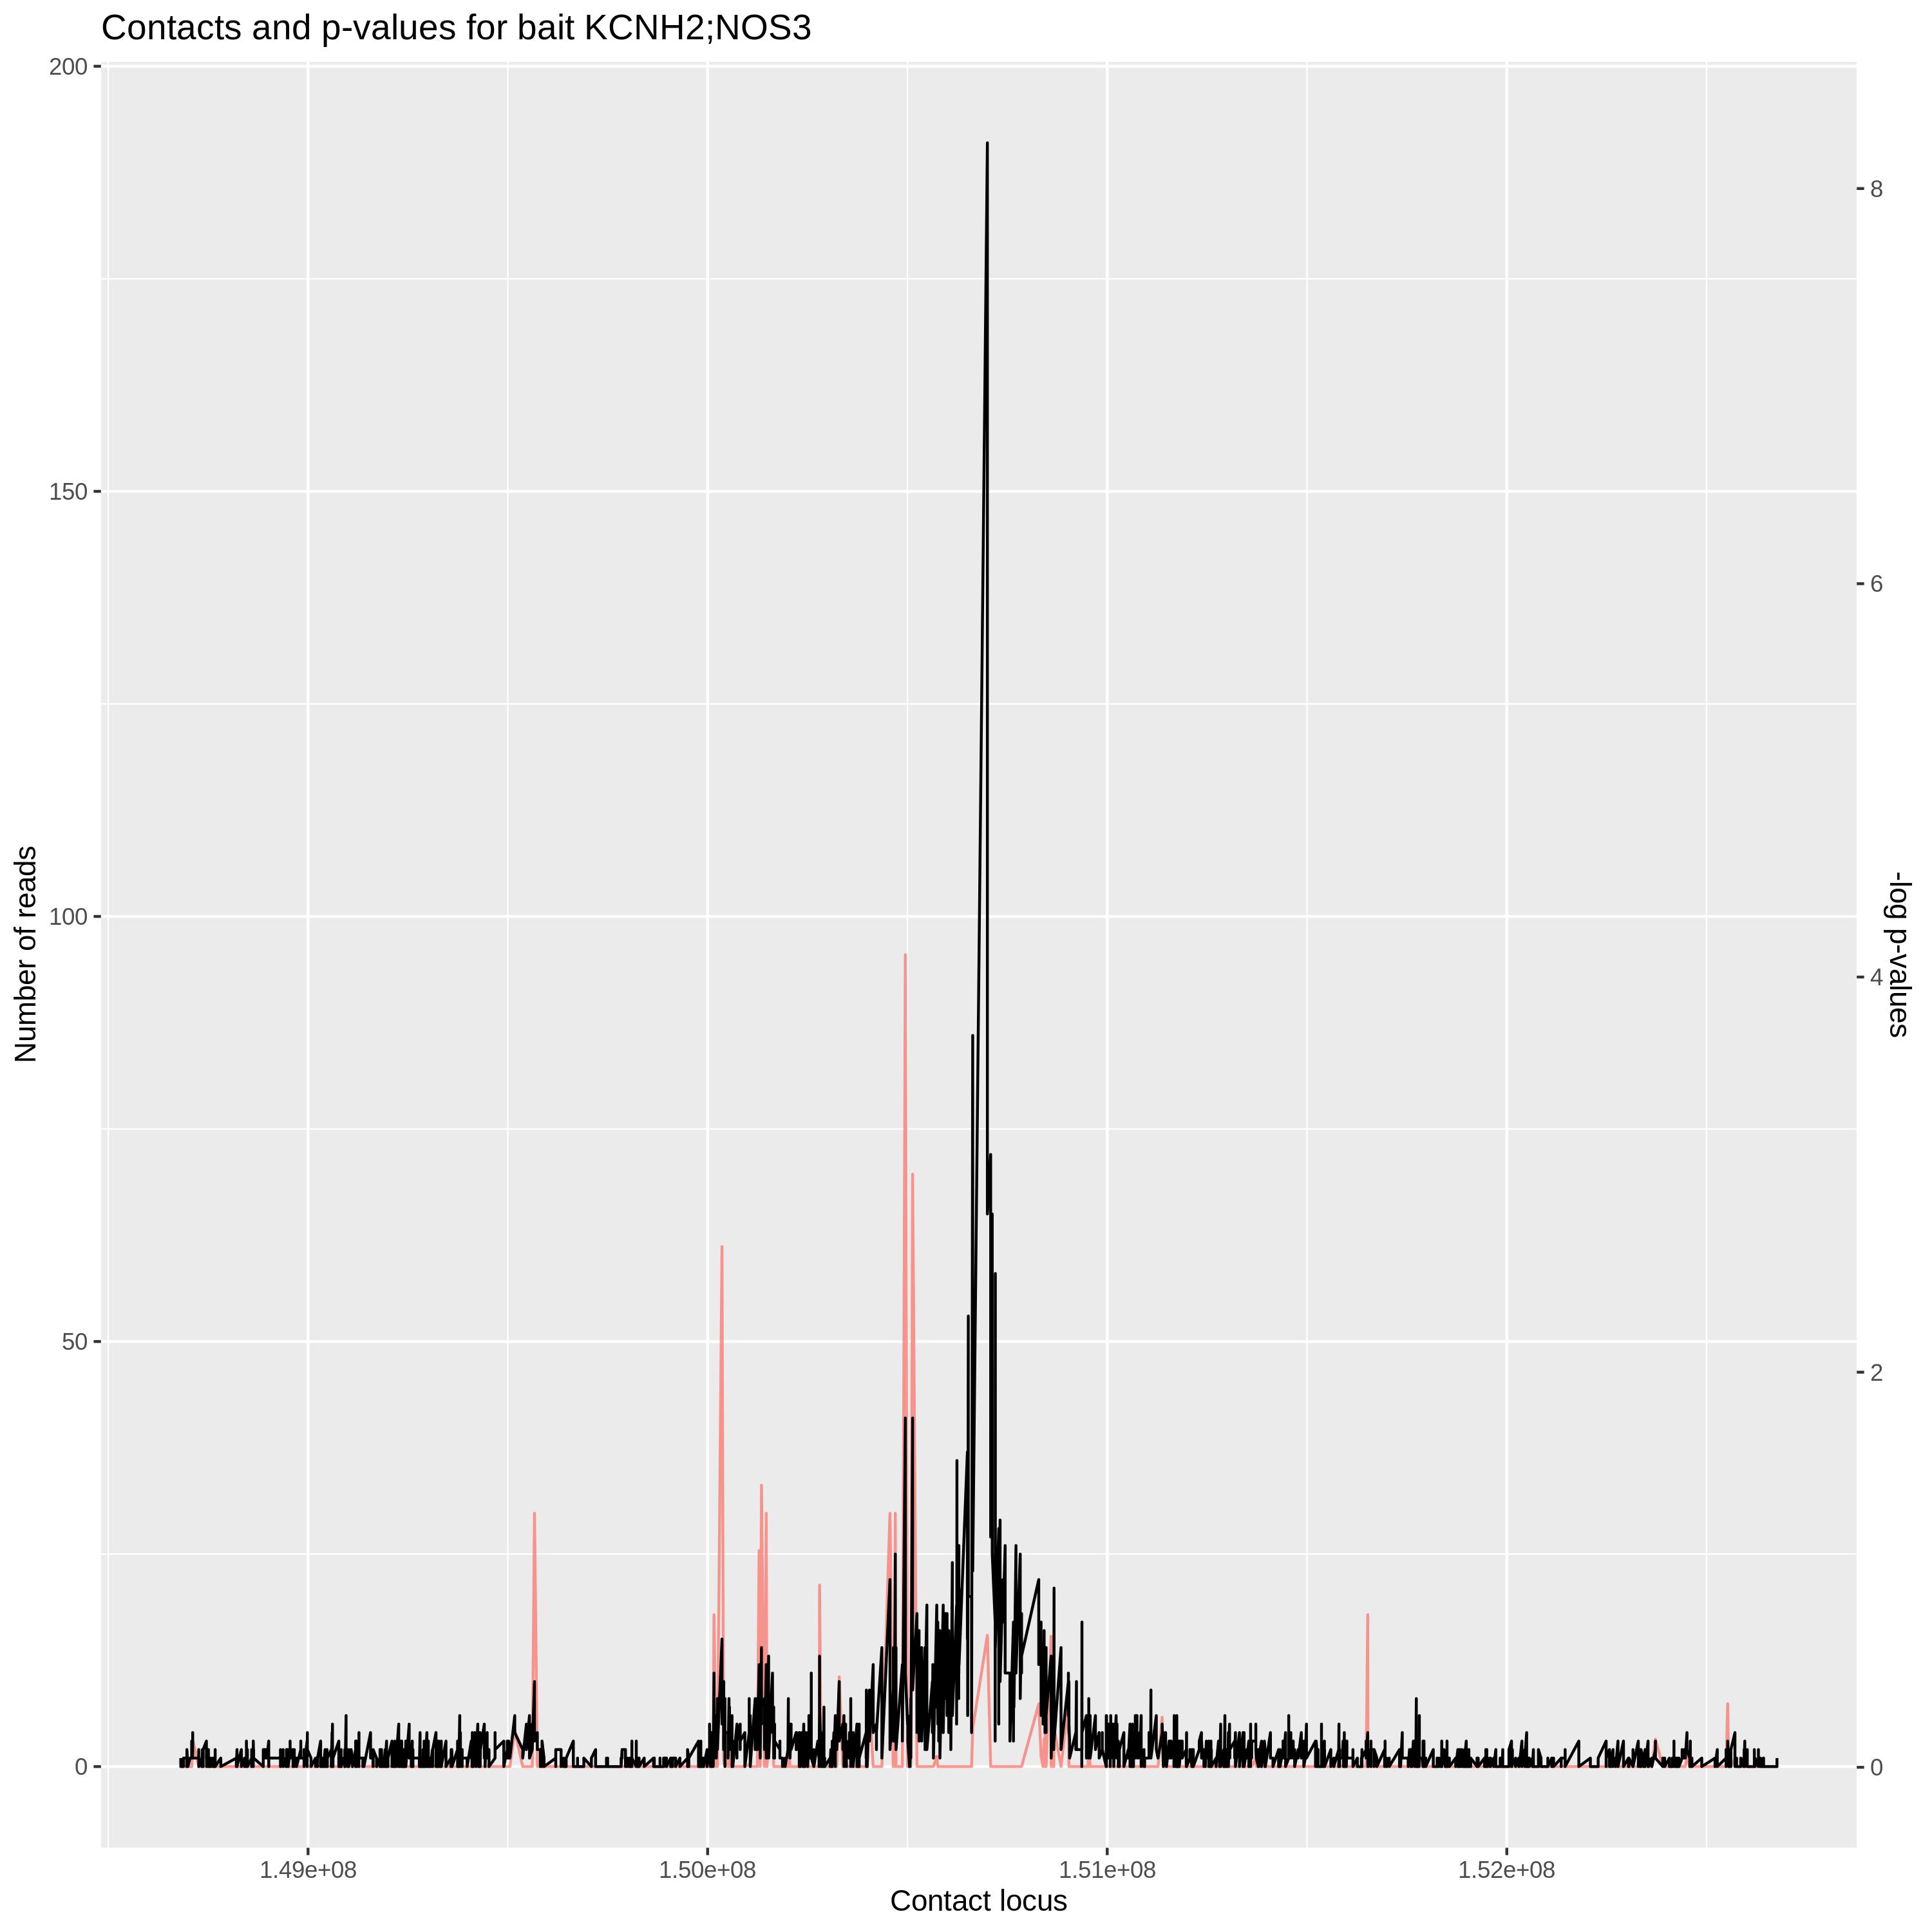 Contacts and p-values for bait KCNH2;NOS3
200
150
100
50
0
Number of reads
8
6
4
2
0
-log p-values
1.49e+08
1.50e+08
1.51e+08
1.52e+08
Contact locus